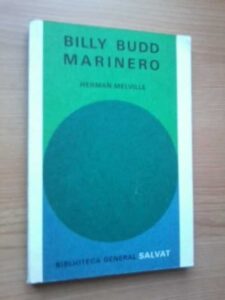 BILLY BUDD
MARINERO
HERMAN MELVILLE
BIBLIOTECA GENERAL SALVAT